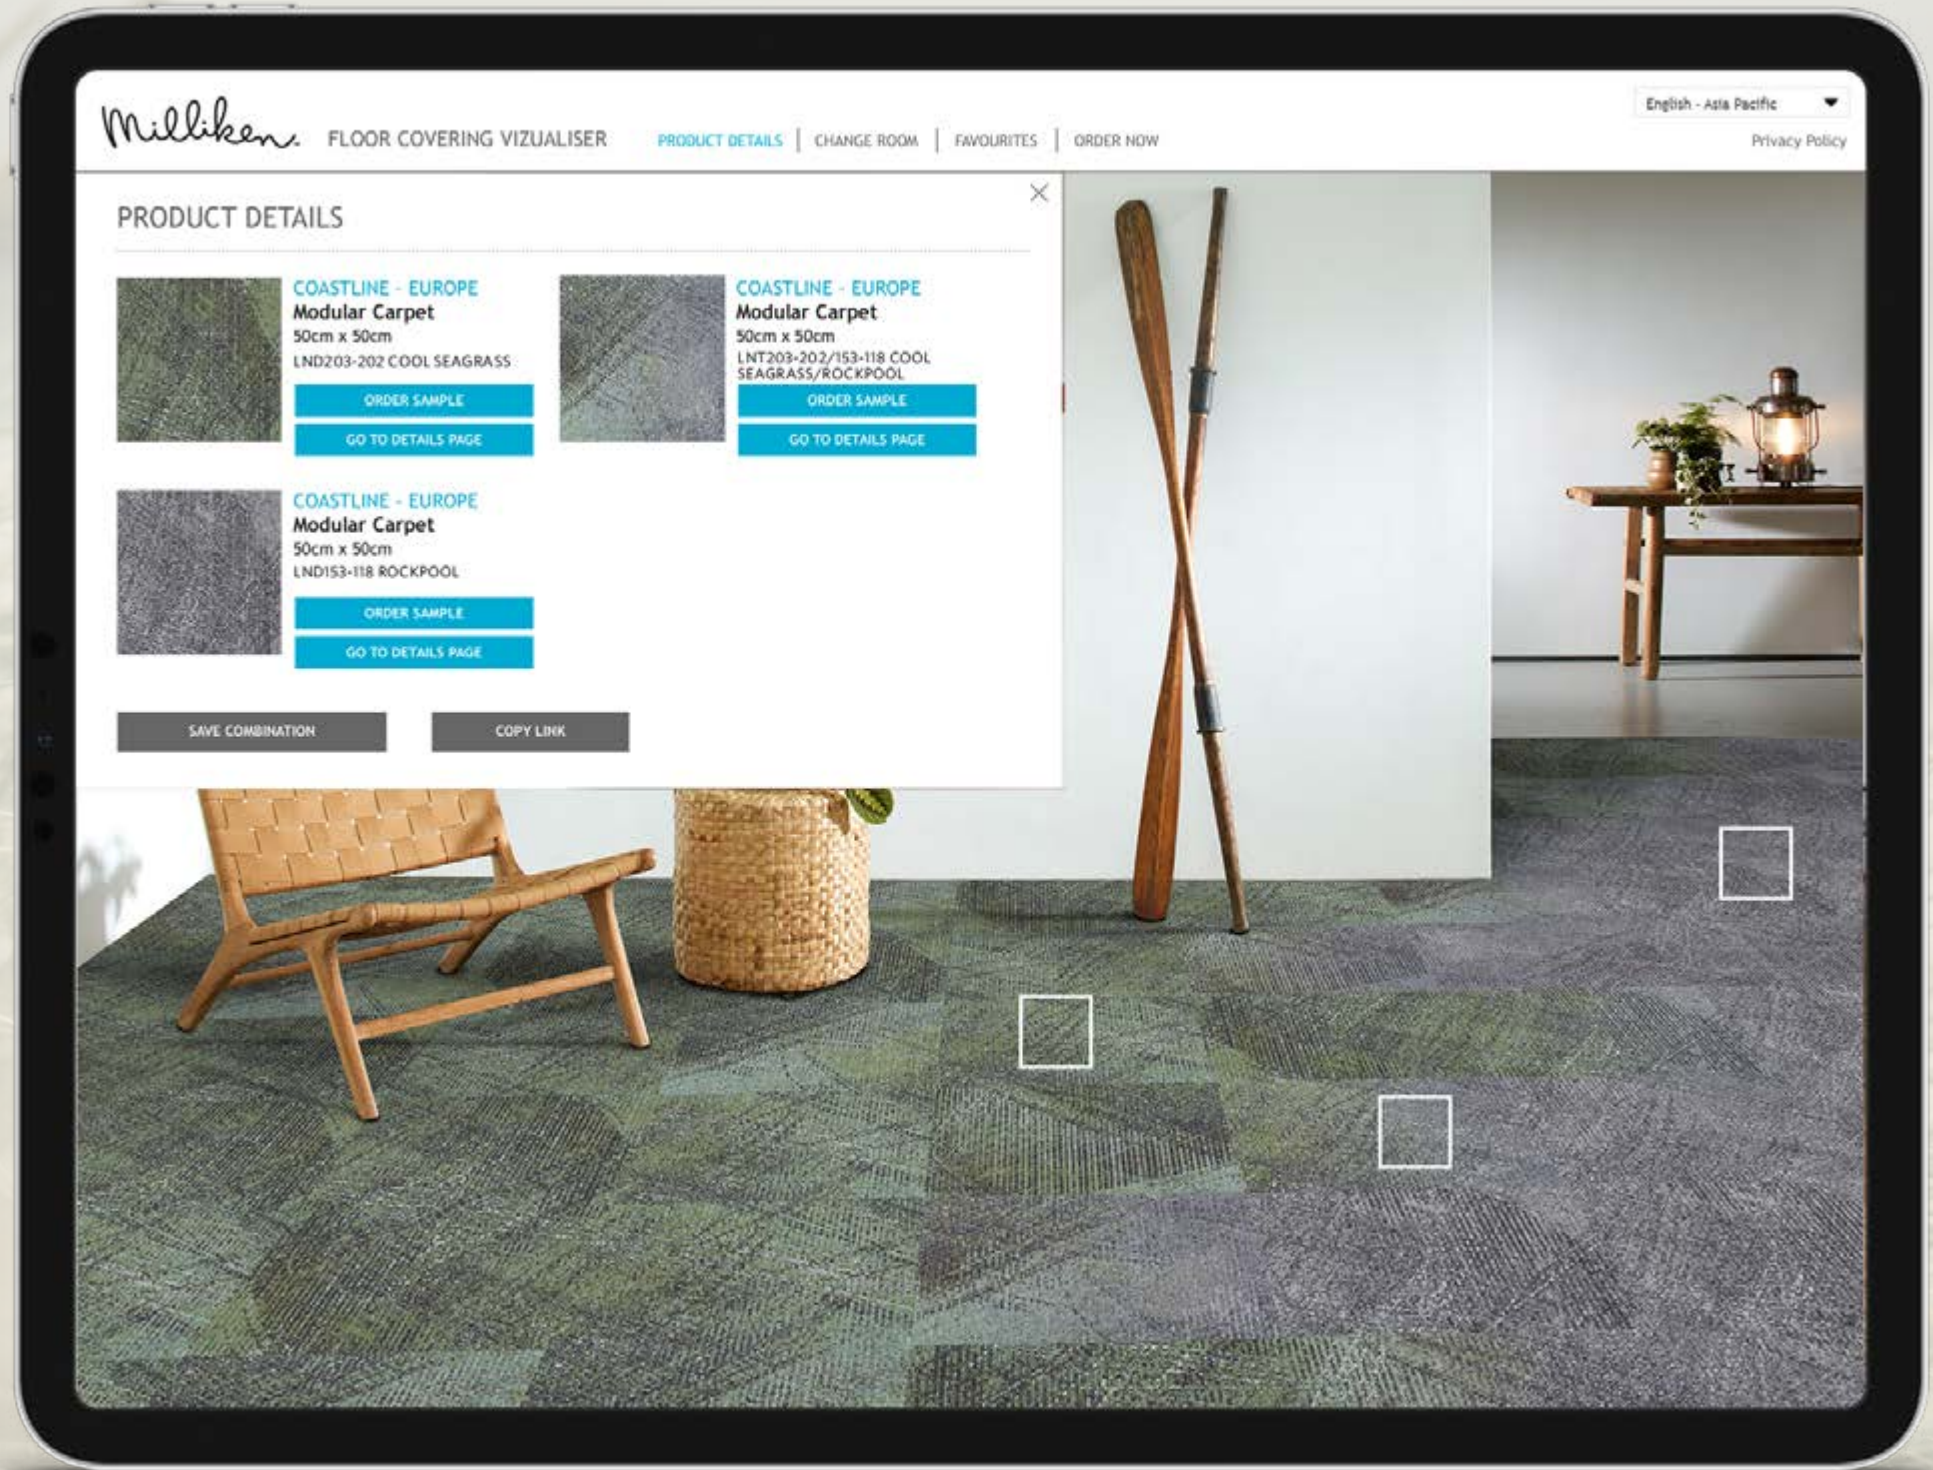 Milliken.
FLOOR COVERING VIZUALISER
PRODUCT DETAILS
CHANGE ROOM
FAVOURITES
ORDER NOW
English - Asia Pacific
Privacy Policy
PRODUCT DETAILS
COASTLINE - EUROPE
Modular Carpet
50cm x 50cm
LND203-202 COOL SEAGRASS
ORDER SAMPLE
GO TO DETAILS PAGE
COASTLINE - EUROPE
Modular Carpet
50cm x 50cm
LNT203-202/153-118 COOL
SEAGRASS/ROCKPOOL
ORDER SAMPLE
GO TO DETAILS PAGE
COASTLINE - EUROPE
Modular Carpet
50cm x 50cm
LND153-118 ROCKPOOL
ORDER SAMPLE
GO TO DETAILS PAGE
SAVE COMBINATION
COPY LINK